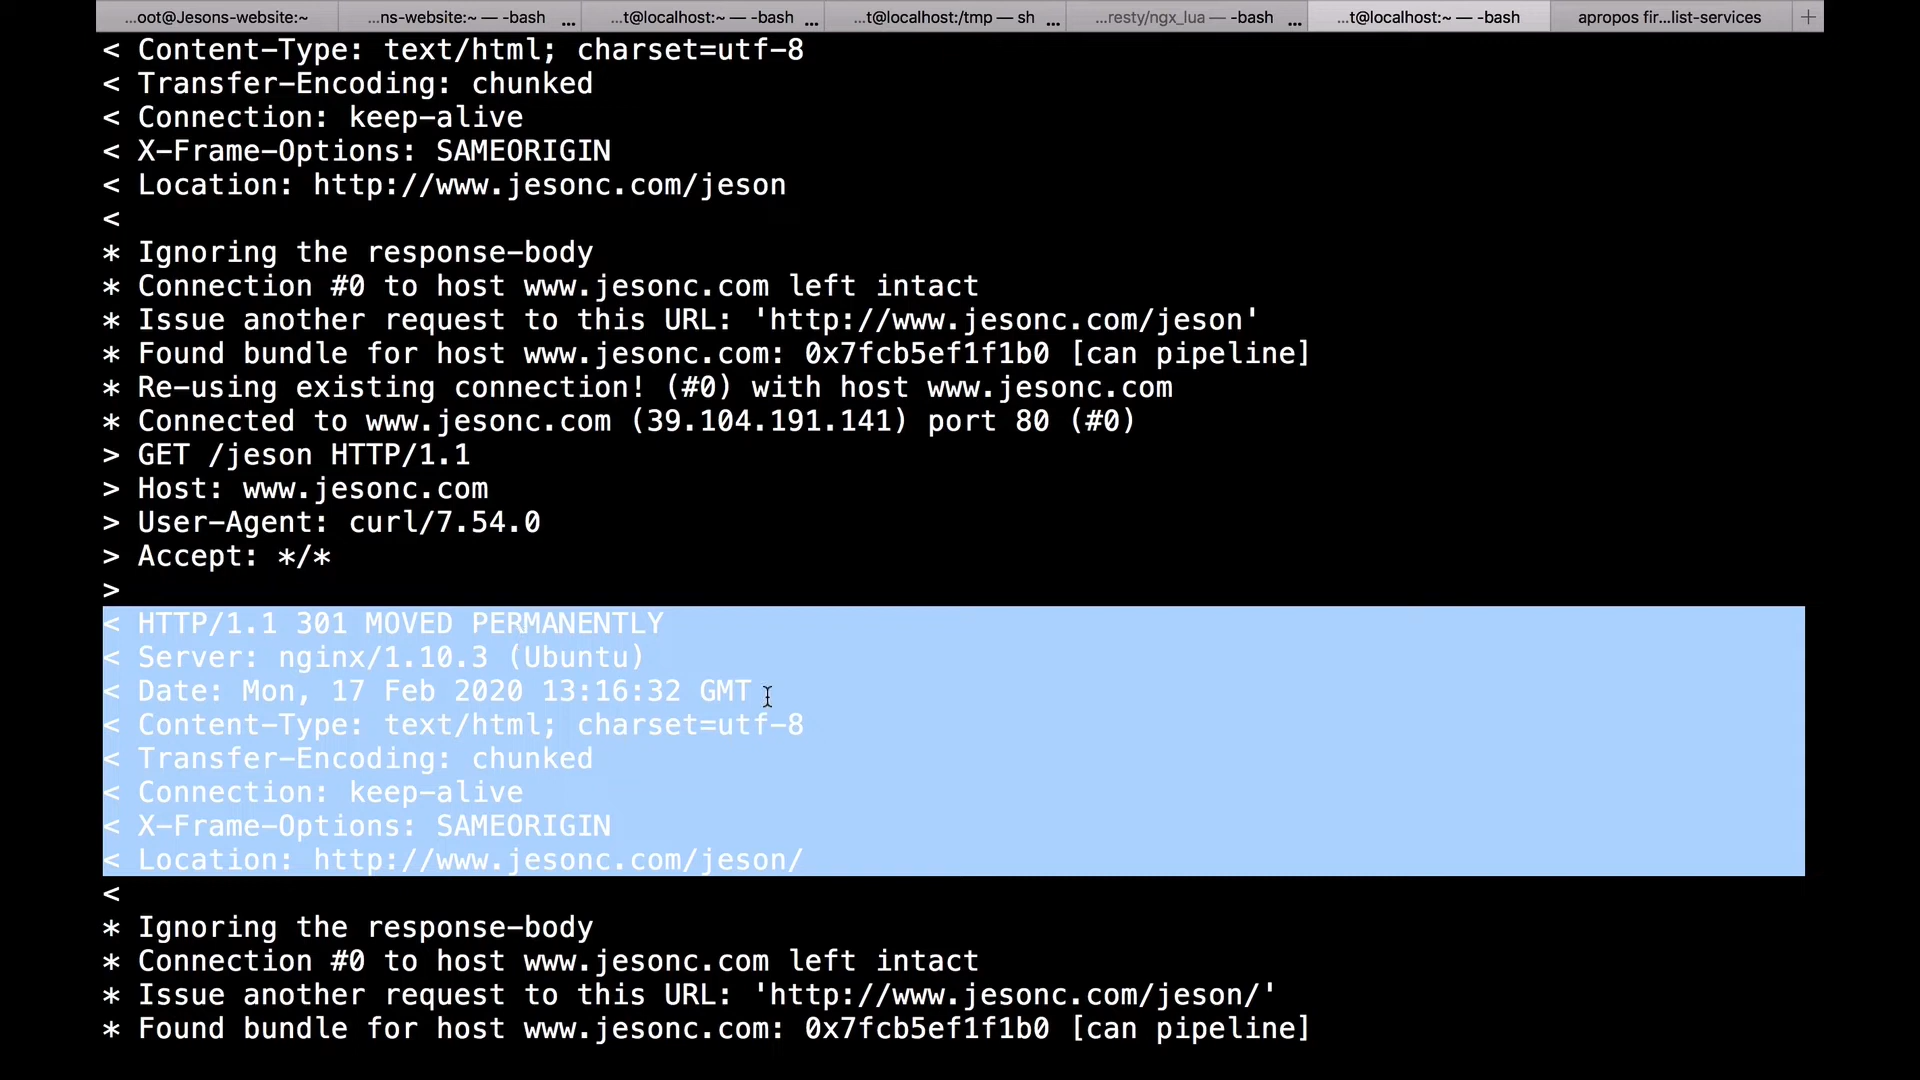 ...oot@Jesons-website:~ ...ns-website:~ — -bash ... ...t@localhost:~ — -bash ... ...t@localhost:/tmp — sh ... ...resty/ngx_lua — -bash ... ...t@localhost:~ — -bash apropos fir...list-services +
< Content-Type: text/html; charset=utf-8
< Transfer-Encoding: chunked
< Connection: keep-alive
< X-Frame-Options: SAMEORIGIN
< Location: http://www.jesonc.com/jeson
<
* Ignoring the response-body
* Connection #0 to host www.jesonc.com left intact
* Issue another request to this URL: 'http://www.jesonc.com/jeson'
* Found bundle for host www.jesonc.com: 0x7fcb5ef1f1b0 [can pipeline]
* Re-using existing connection! (#0) with host www.jesonc.com
* Connected to www.jesonc.com (39.104.191.141) port 80 (#0)
> GET /jeson HTTP/1.1
> Host: www.jesonc.com
> User-Agent: curl/7.54.0
> Accept: */*
>
< HTTP/1.1 301 MOVED PERMANENTLY
< Server: nginx/1.10.3 (Ubuntu)
< Date: Mon, 17 Feb 2020 13:16:32 GMT
< Content-Type: text/html; charset=utf-8
< Transfer-Encoding: chunked
< Connection: keep-alive
< X-Frame-Options: SAMEORIGIN
< Location: http://www.jesonc.com/jeson/
<
* Ignoring the response-body
* Connection #0 to host www.jesonc.com left intact
* Issue another request to this URL: 'http://www.jesonc.com/jeson/'
* Found bundle for host www.jesonc.com: 0x7fcb5ef1f1b0 [can pipeline]